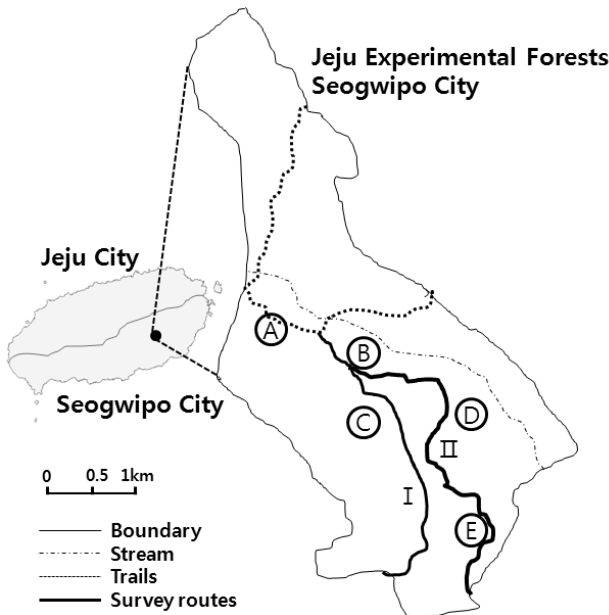 Jeju Experimental Forests
Seogwipo City
Jeju City
Seogwipo City
A
B
C
D
II
I
E
0 0.5 1km
Boundary
Stream
Trails
Survey routes